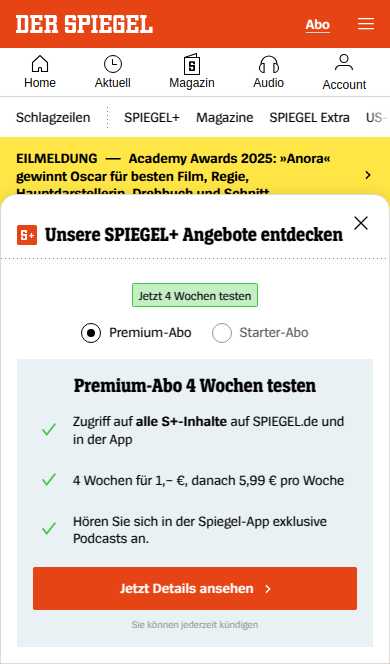 DER SPIEGEL
Abo
Home
Aktuell
Magazin
Audio
Account
Schlagzeilen
SPIEGEL+
Magazine
SPIEGEL Extra
US-
EILMELDUNG — Academy Awards 2025: »Anora«
gewinnt Oscar für besten Film, Regie,
Hauptdarstellerin, Drehbuch und Schnitt
S+ Unsere SPIEGEL+ Angebote entdecken
Jetzt 4 Wochen testen
Premium-Abo
Starter-Abo
Premium-Abo 4 Wochen testen
Zugriff auf alle S+-Inhalte auf SPIEGEL.de und
in der App
4 Wochen für 1,– €, danach 5,99 € pro Woche
Hören Sie sich in der Spiegel-App exklusive
Podcasts an.
Jetzt Details ansehen
Sie können jederzeit kündigen